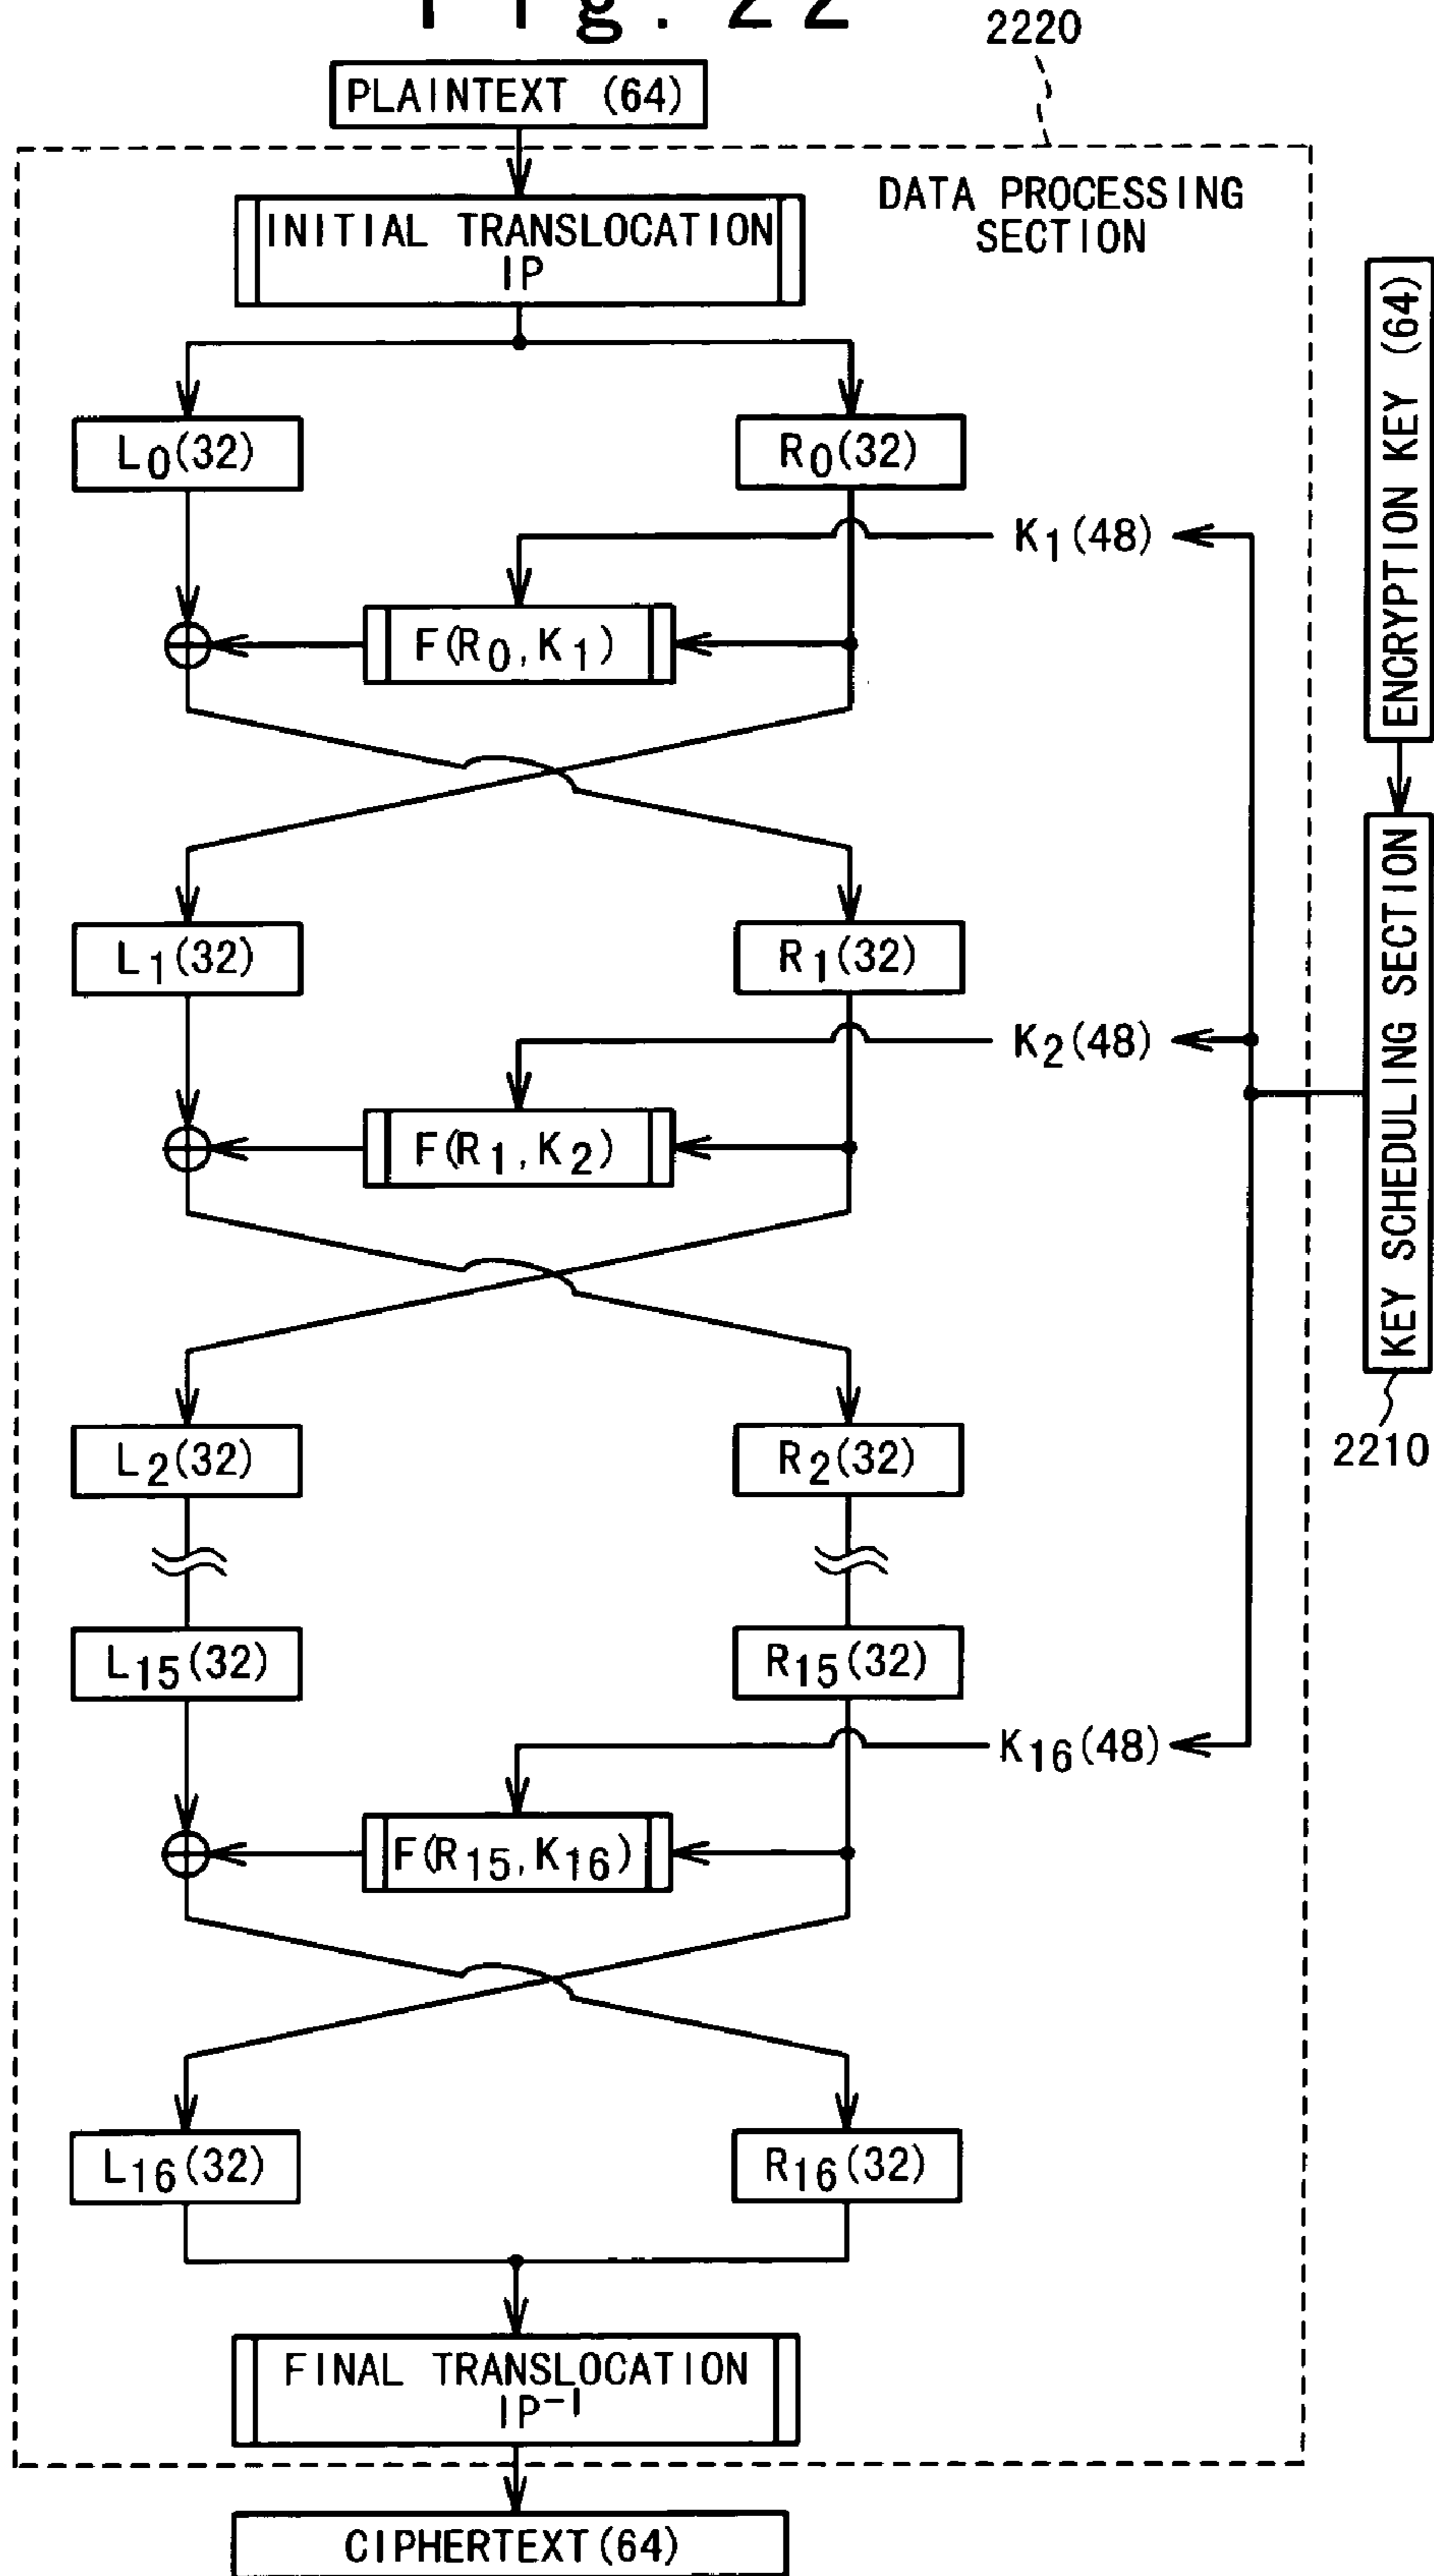 Fig. 22
2220
PLAINTEXT (64)
DATA PROCESSING
SECTION
INITIAL TRANSLOCATION
IP
ENCRYPTION KEY (64)
L0(32)
R0(32)
K1(48)
F(R0,K1)
KEY SCHEDULING SECTION
L1(32)
R1(32)
K2(48)
F(R1,K2)
2210
L2(32)
R2(32)
L15(32)
R15(32)
K16(48)
F(R15,K16)
L16(32)
R16(32)
FINAL TRANSLOCATION
IP-1
CIPHERTEXT(64)